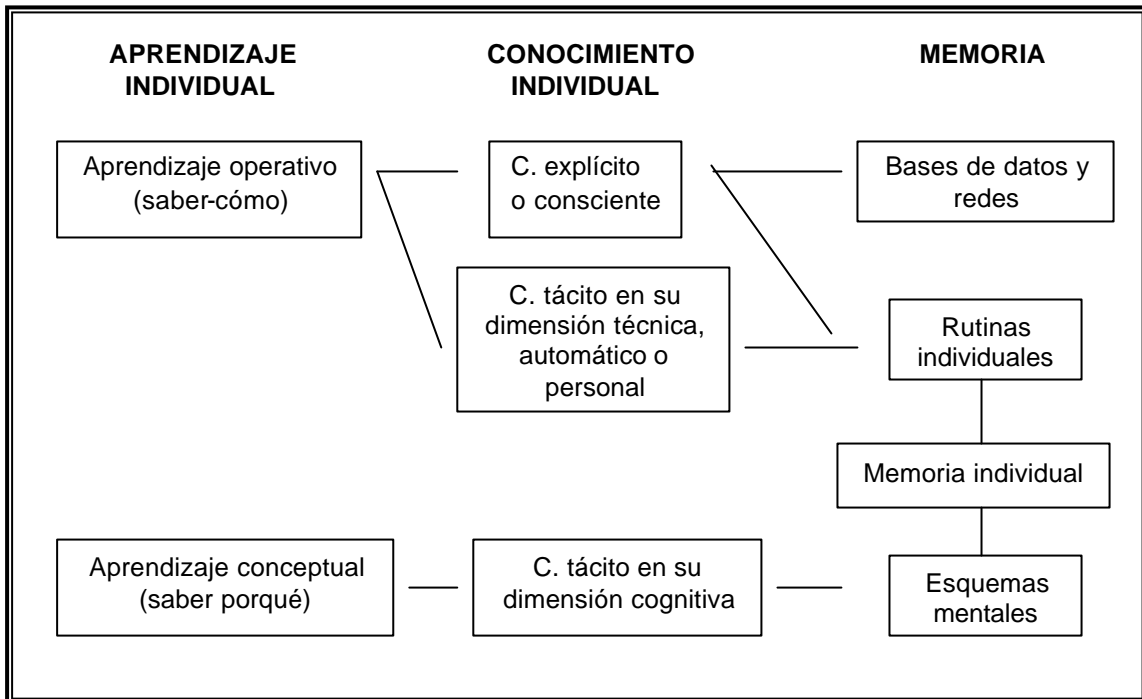 APRENDIZAJE
INDIVIDUAL
CONOCIMIENTO
INDIVIDUAL
MEMORIA
Aprendizaje operativo
(saber-cómo)
C. explícito
o consciente
Bases de datos y
redes
C. tácito en su
dimensión técnica,
automático o
personal
Rutinas
individuales
Memoria individual
Aprendizaje conceptual
(saber porqué)
C. tácito en su
dimensión cognitiva
Esquemas
mentales